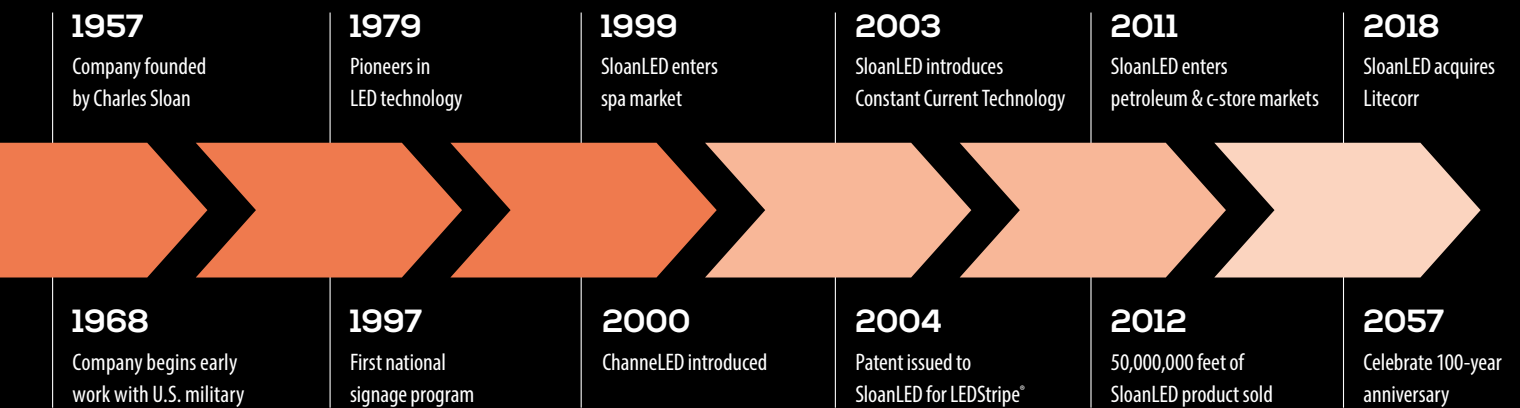 1957
Company founded
by Charles Sloan
1979
Pioneers in
LED technology
1999
SloanLED enters
spa market
2003
SloanLED introduces
Constant Current Technology
2011
SloanLED enters
petroleum & c-store markets
2018
SloanLED acquires
Litecorr
1968
Company begins early
work with U.S. military
1997
First national
signage program
2000
ChanneLED introduced
2004
Patent issued to
SloanLED for LEDStripe®
2012
50,000,000 feet of
SloanLED product sold
2057
Celebrate 100-year
anniversary